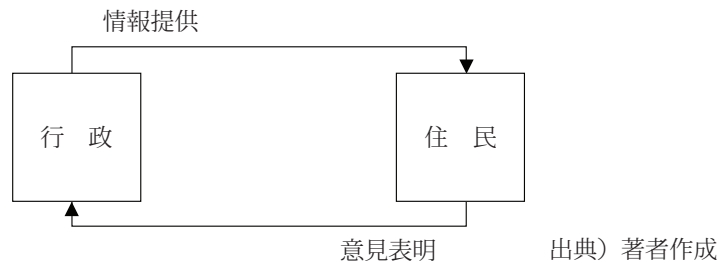 情報提供
行　政
住　民
意見表明
出典）著者作成